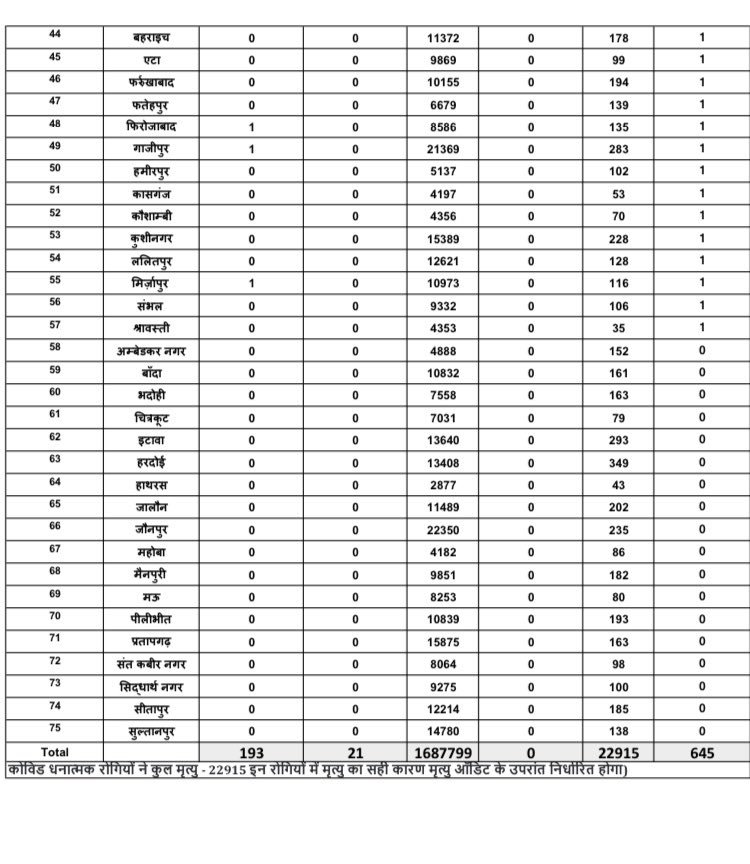 44 बहराइच 0 0 11372 0 178 1
45 एटा 0 0 9869 0 99 1
46 फर्रुखाबाद 0 0 10155 0 194 1
47 फतेहपुर 0 0 6679 0 139 1
48 फिरोजाबाद 1 0 8586 0 135 1
49 गाजीपुर 1 0 21369 0 283 1
50 हमीरपुर 0 0 5137 0 102 1
51 कासगंज 0 0 4197 0 53 1
52 कौशाम्बी 0 0 4356 0 70 1
53 कुशीनगर 0 0 15389 0 228 1
54 ललितपुर 0 0 12621 0 128 1
55 मिर्ज़ापुर 1 0 10973 0 116 1
56 संभल 0 0 9332 0 106 1
57 श्रावस्ती 0 0 4353 0 35 1
58 अम्बेडकर नगर 0 0 4888 0 152 0
59 बाँदा 0 0 10832 0 161 0
60 भदोही 0 0 7558 0 163 0
61 चित्रकूट 0 0 7031 0 79 0
62 इटावा 0 0 13640 0 293 0
63 हरदोई 0 0 13408 0 349 0
64 हाथरस 0 0 2877 0 43 0
65 जालौन 0 0 11489 0 202 0
66 जौनपुर 0 0 22350 0 235 0
67 महोबा 0 0 4182 0 86 0
68 मैनपुरी 0 0 9851 0 182 0
69 मऊ 0 0 8253 0 80 0
70 पीलीभीत 0 0 10839 0 193 0
71 प्रतापगढ़ 0 0 15875 0 163 0
72 संत कबीर नगर 0 0 8064 0 98 0
73 सिद्धार्थ नगर 0 0 9275 0 100 0
74 सीतापुर 0 0 12214 0 185 0
75 सुल्तानपुर 0 0 14780 0 138 0
Total 193 21 1687799 0 22915 645
कोविड धनात्मक रोगियों ने कुल मृत्यु - 22915 इन रोगियों में मृत्यु का सही कारण मृत्यु ऑडिट के उपरांत निर्धारित होगा)